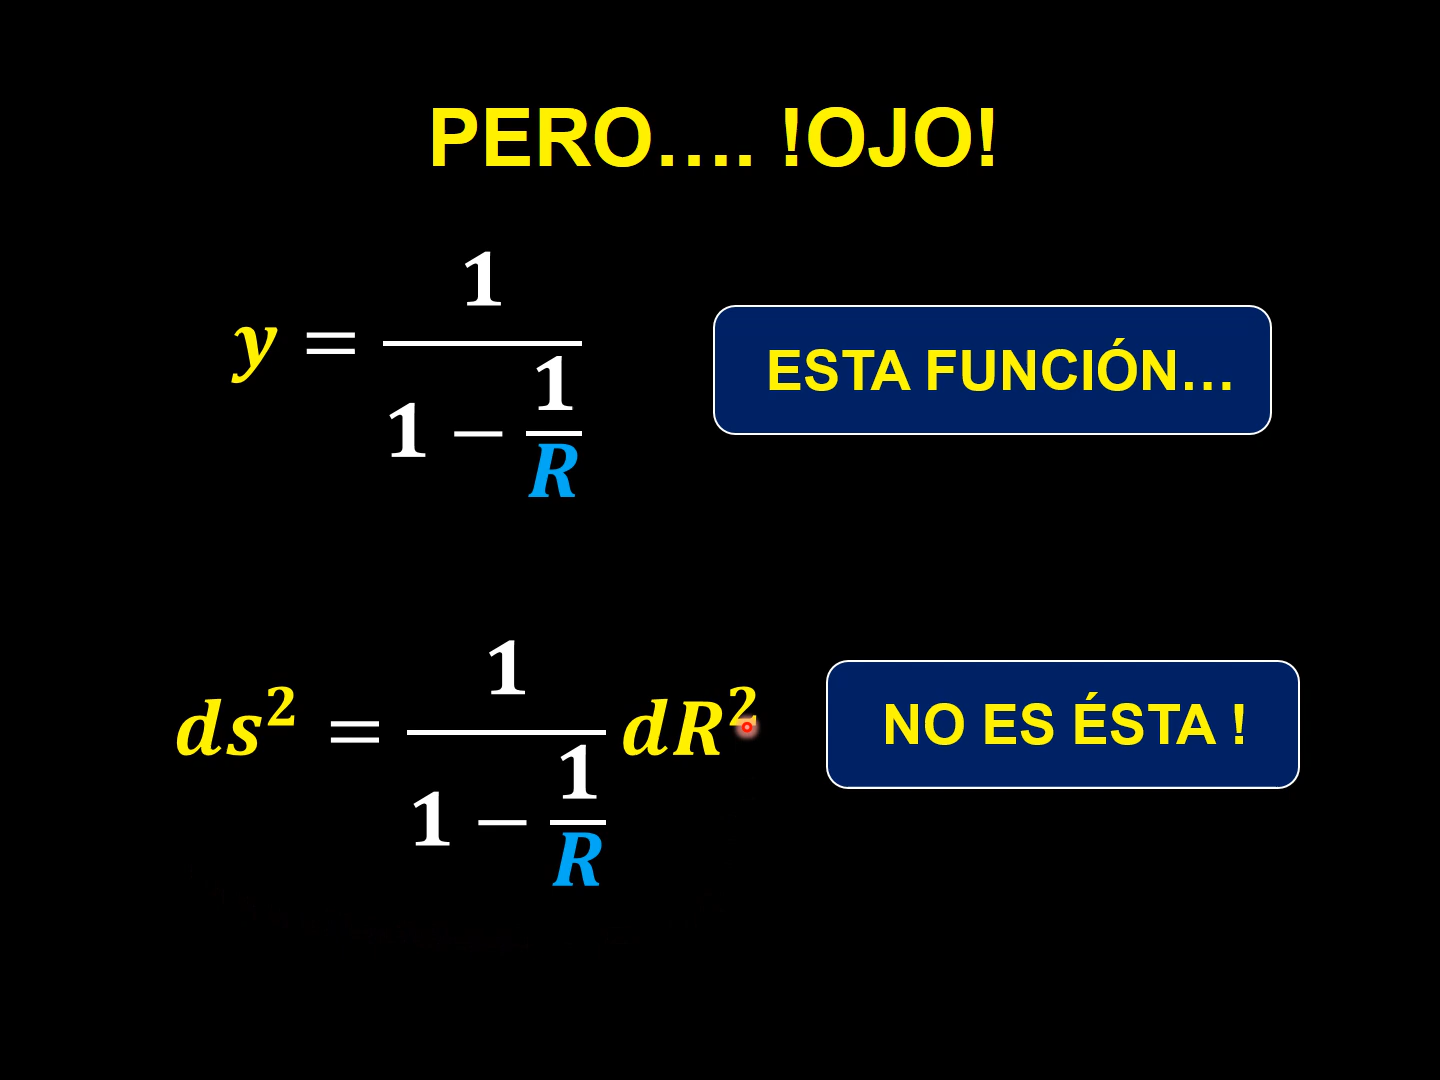 PERO…. !OJO!
y = 1 / (1 − 1/R)
ESTA FUNCIÓN…
ds² = 1 / (1 − 1/R) dR²
NO ES ÉSTA !